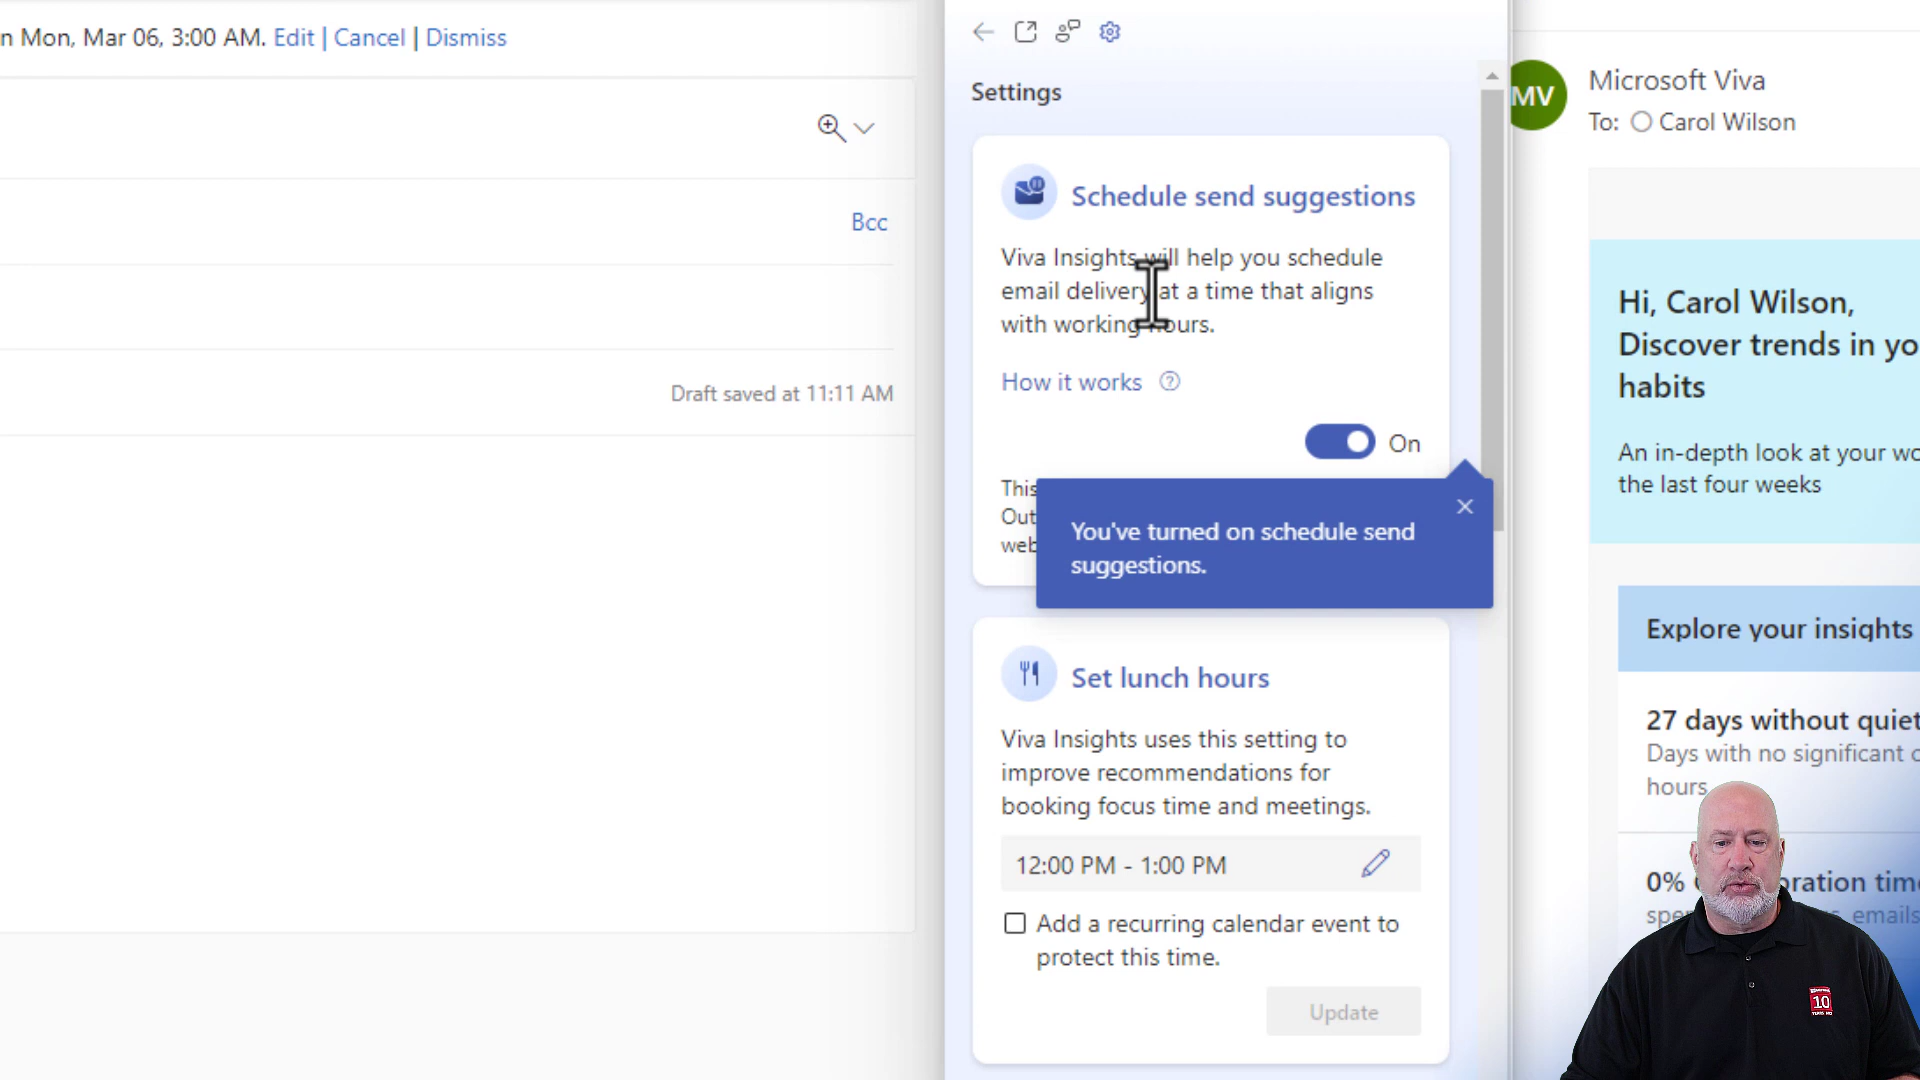 n Mon, Mar 06, 3:00 AM. Edit | Cancel | Dismiss
Bcc
Draft saved at 11:11 AM
Settings
Schedule send suggestions
Viva Insights will help you schedule
email delivery at a time that aligns
with working hours.
How it works
On
This
Out
web
You've turned on schedule send
suggestions.
Set lunch hours
Viva Insights uses this setting to
improve recommendations for
booking focus time and meetings.
12:00 PM - 1:00 PM
Add a recurring calendar event to
protect this time.
Update
MV
Microsoft Viva
To: Carol Wilson
Hi, Carol Wilson,
Discover trends in yo
habits
An in-depth look at your wo
the last four weeks
Explore your insights
27 days without quiet
Days with no significant
hours
0% oration time
spe emails
10